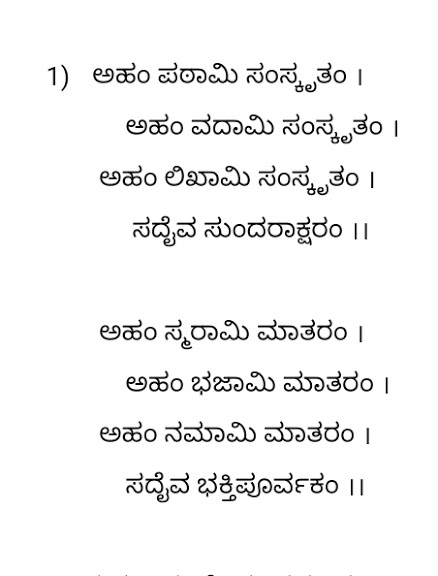 1) ಅಹಂ ಪಠಾಮಿ ಸಂಸ್ಕೃತಂ ।
ಅಹಂ ವದಾಮಿ ಸಂಸ್ಕೃತಂ ।
ಅಹಂ ಲಿಖಾಮಿ ಸಂಸ್ಕೃತಂ ।
ಸದೈವ ಸುಂದರಾಕ್ಷರಂ ।।
ಅಹಂ ಸ್ಮರಾಮಿ ಮಾತರಂ ।
ಅಹಂ ಭಜಾಮಿ ಮಾತರಂ ।
ಅಹಂ ನಮಾಮಿ ಮಾತರಂ ।
ಸದೈವ ಭಕ್ತಿಪೂರ್ವಕಂ ।।